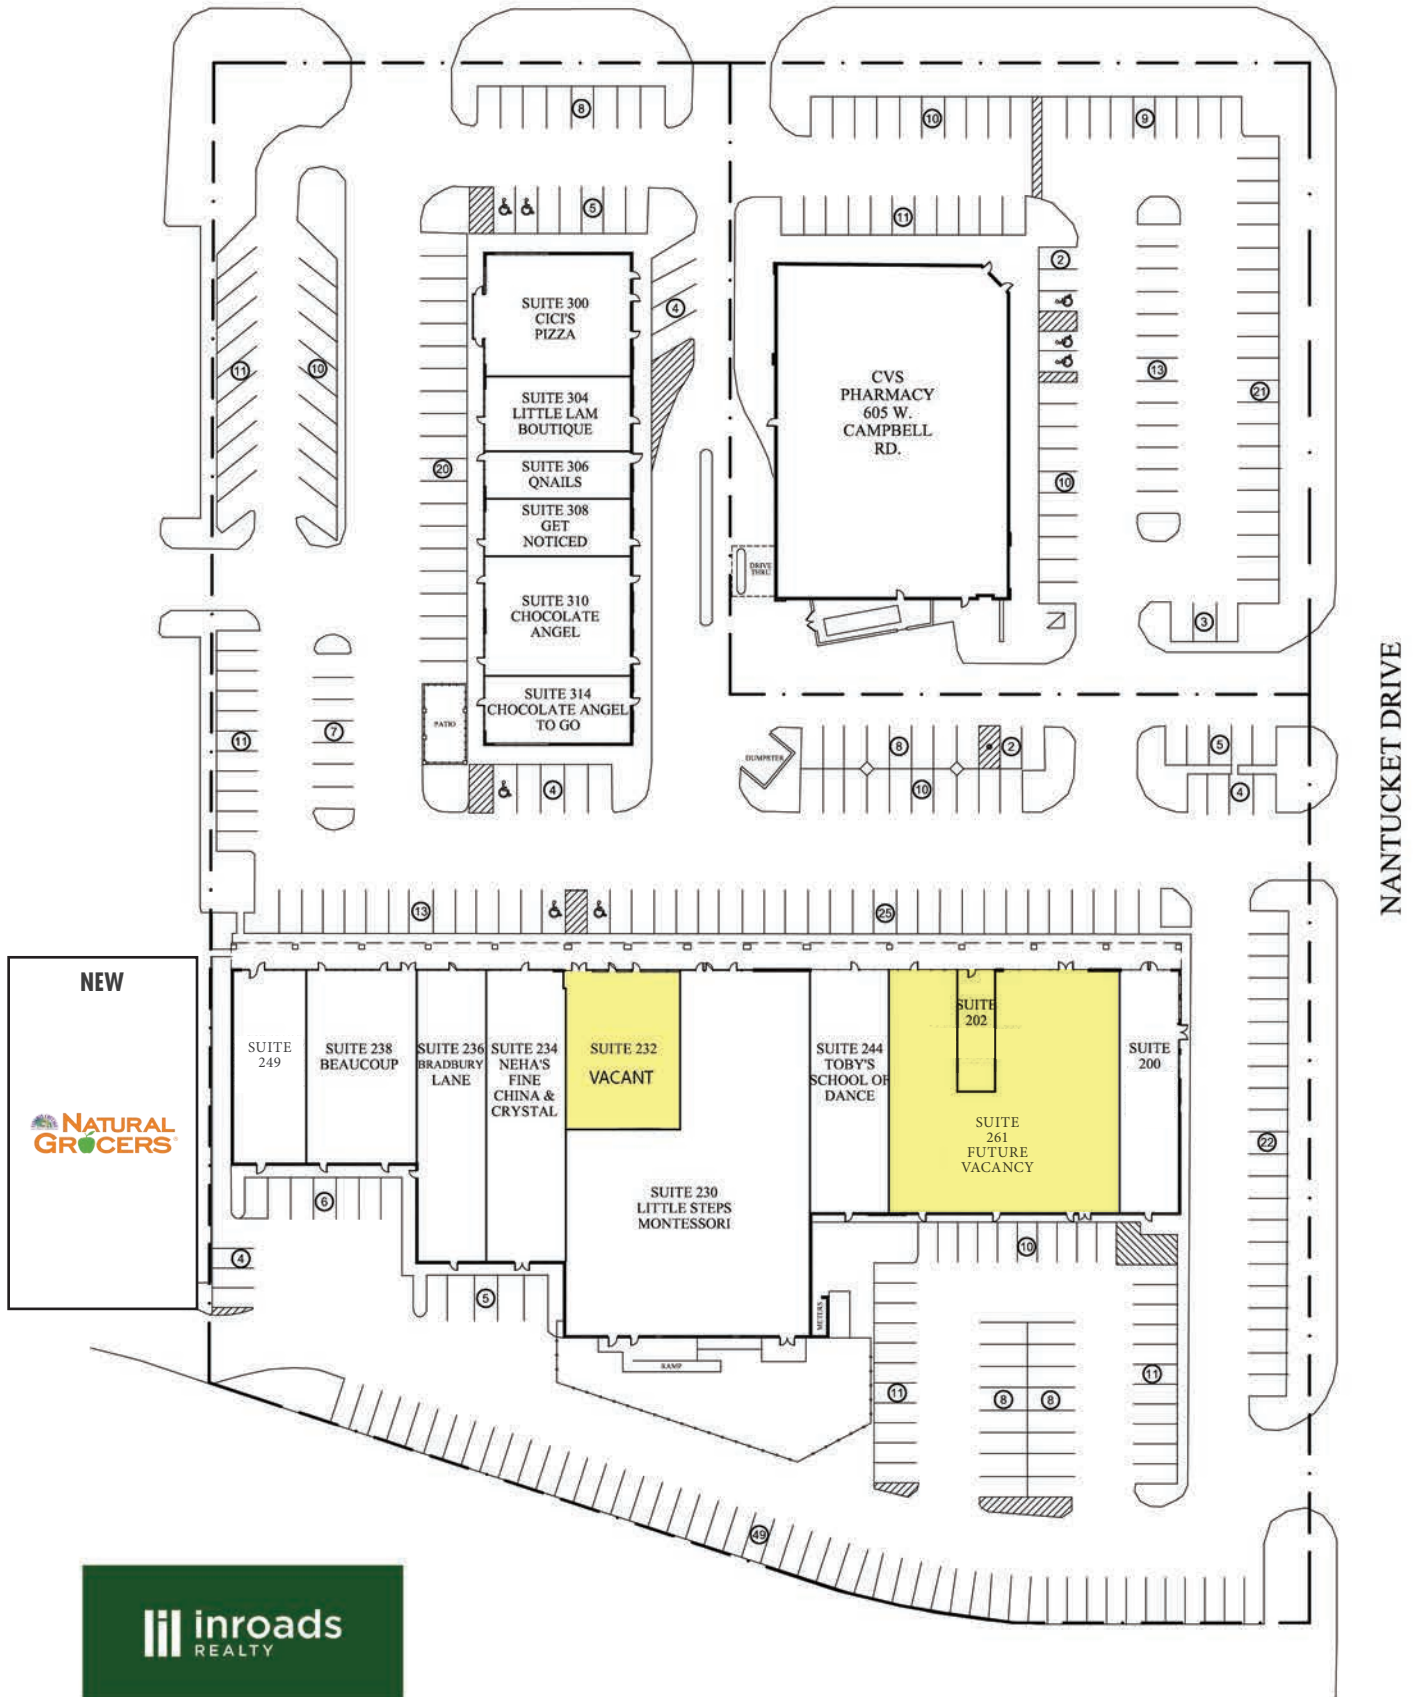 8
10
9
5
11
2
SUITE 300
CICI'S
PIZZA
4
11
10
13
21
CVS
PHARMACY
605 W.
CAMPBELL
RD.
SUITE 304
LITTLE LAM
BOUTIQUE
20
SUITE 306
QNAILS
10
SUITE 308
GET
NOTICED
DRIVE
THRU
SUITE 310
CHOCOLATE
ANGEL
3
SUITE 314
CHOCOLATE ANGEL
TO GO
PATIO
11
7
8
2
5
DUMPSTER
4
10
4
NANTUCKET DRIVE
13
25
NEW
NATURAL
GROCERS
SUITE
249
SUITE 238
BEAUCOUP
SUITE 236
BRADBURY
LANE
SUITE 234
NEHA'S
FINE
CHINA &
CRYSTAL
SUITE 232
VACANT
SUITE 230
LITTLE STEPS
MONTESSORI
SUITE 244
TOBY'S
SCHOOL OF
DANCE
SUITE
202
SUITE
261
FUTURE
VACANCY
SUITE
200
22
6
4
5
10
METERS
RAMP
11
8
8
11
49
inroads
REALTY